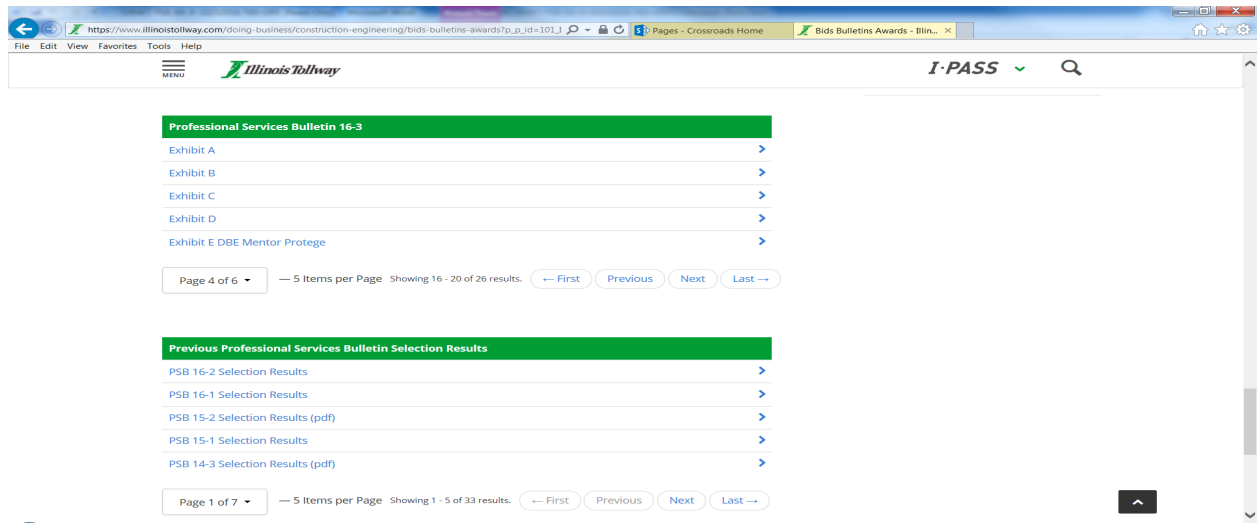 https://www.illinoistollway.com/doing-business/construction-engineering/bids-bulletins-awards?p_p_id=101_I
Pages - Crossroads Home
Bids Bulletins Awards - Illin...
File Edit View Favorites Tools Help
MENU
Illinois Tollway
I·PASS
Professional Services Bulletin 16-3
Exhibit A
Exhibit B
Exhibit C
Exhibit D
Exhibit E DBE Mentor Protege
Page 4 of 6 — 5 Items per Page Showing 16 - 20 of 26 results. ← First Previous Next Last →
Previous Professional Services Bulletin Selection Results
PSB 16-2 Selection Results
PSB 16-1 Selection Results
PSB 15-2 Selection Results (pdf)
PSB 15-1 Selection Results
PSB 14-3 Selection Results (pdf)
Page 1 of 7 — 5 Items per Page Showing 1 - 5 of 33 results. ← First Previous Next Last →